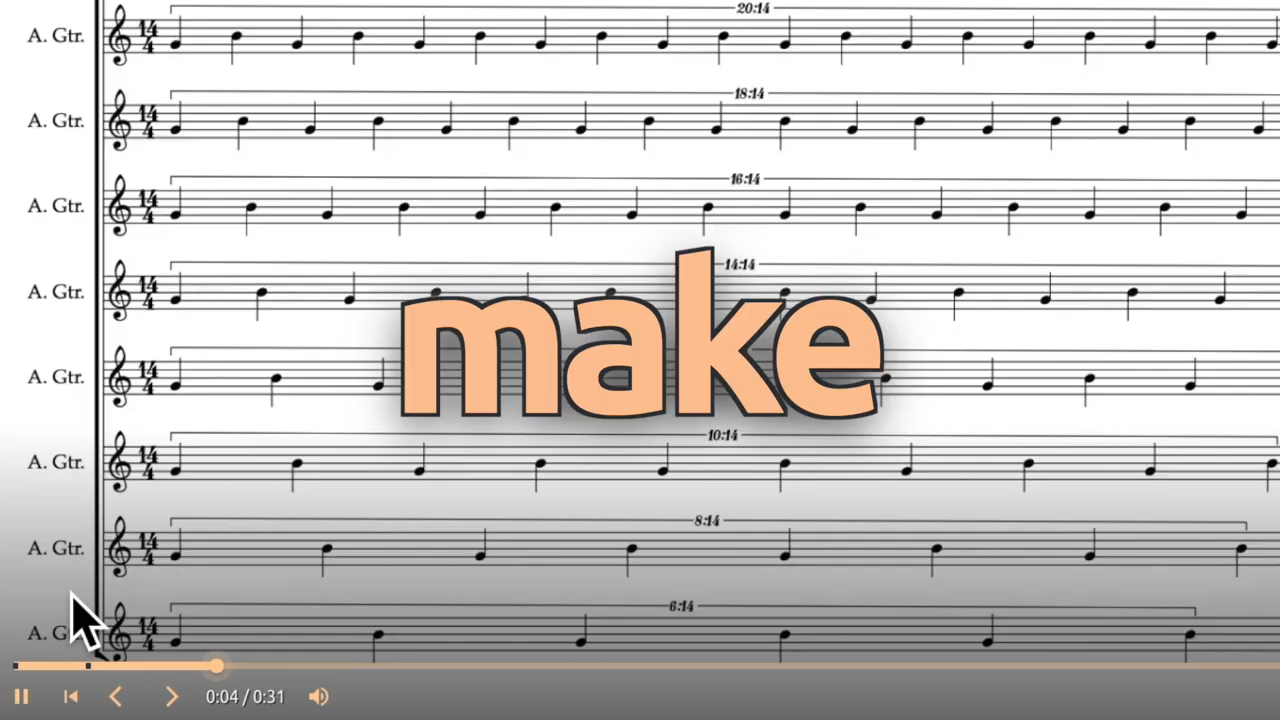 20:14
A. Gtr. 14 4
18:14
A. Gtr. 14 4
16:14
A. Gtr. 14 4
14:14
A. Gtr. 14 4
make
A. Gtr. 14 4
10:14
A. Gtr. 14 4
8:14
A. Gtr. 14 4
6:14
A. G 14 4
0:04 / 0:31